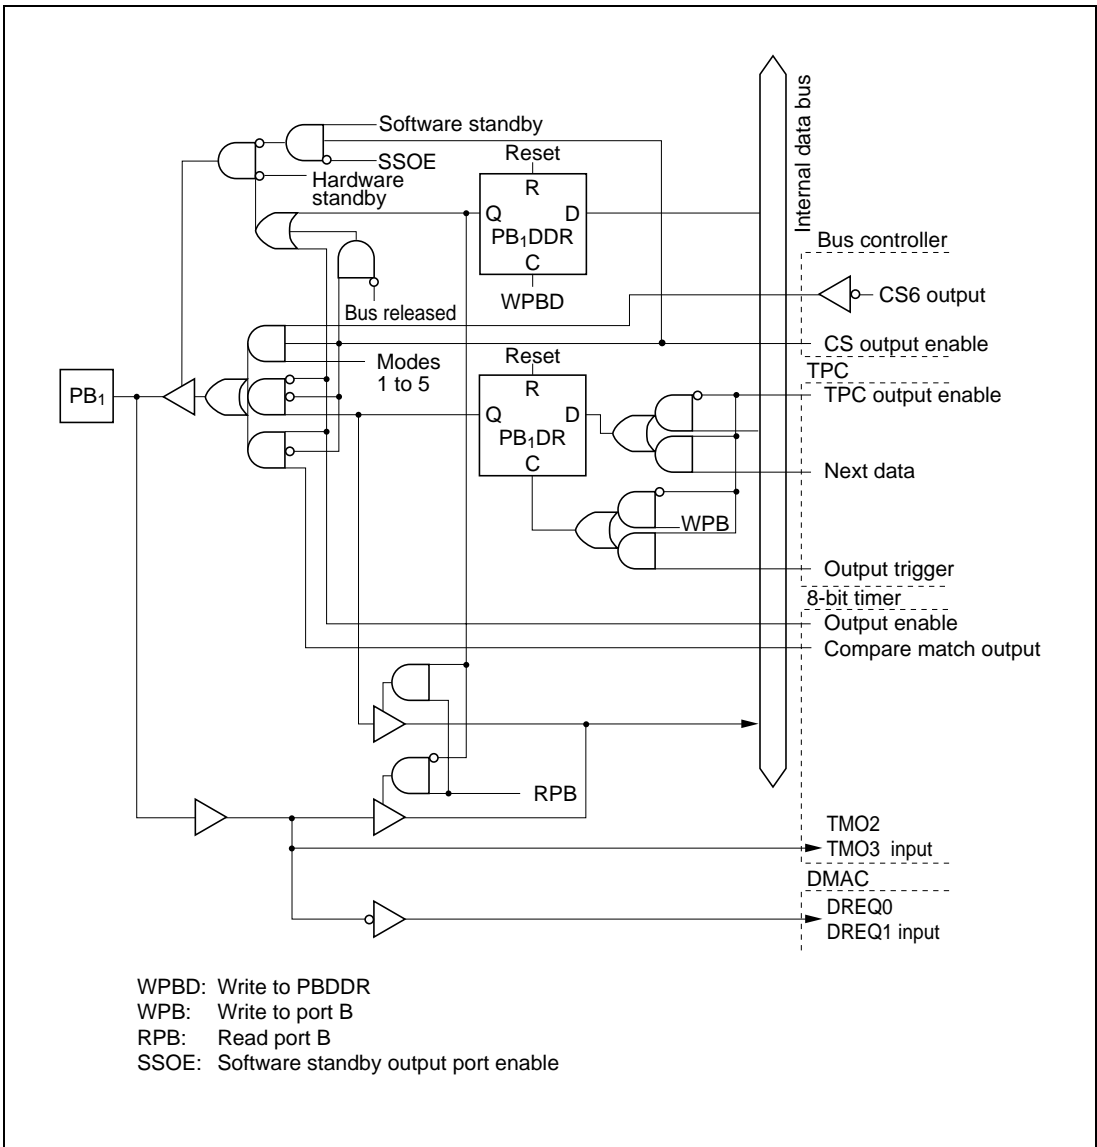 Software standby
SSOE
Hardware
standby
Reset
R
Q D
PB1DDR
C
WPBD
Internal data bus
Bus controller
CS6 output
Bus released
CS output enable
Modes
1 to 5
Reset
R
Q D
PB1DR
C
TPC
TPC output enable
PB1
Next data
WPB
Output trigger
8-bit timer
Output enable
Compare match output
RPB
TMO2
TMO3 input
DMAC
DREQ0
DREQ1 input
WPBD: Write to PBDDR
WPB: Write to port B
RPB: Read port B
SSOE: Software standby output port enable